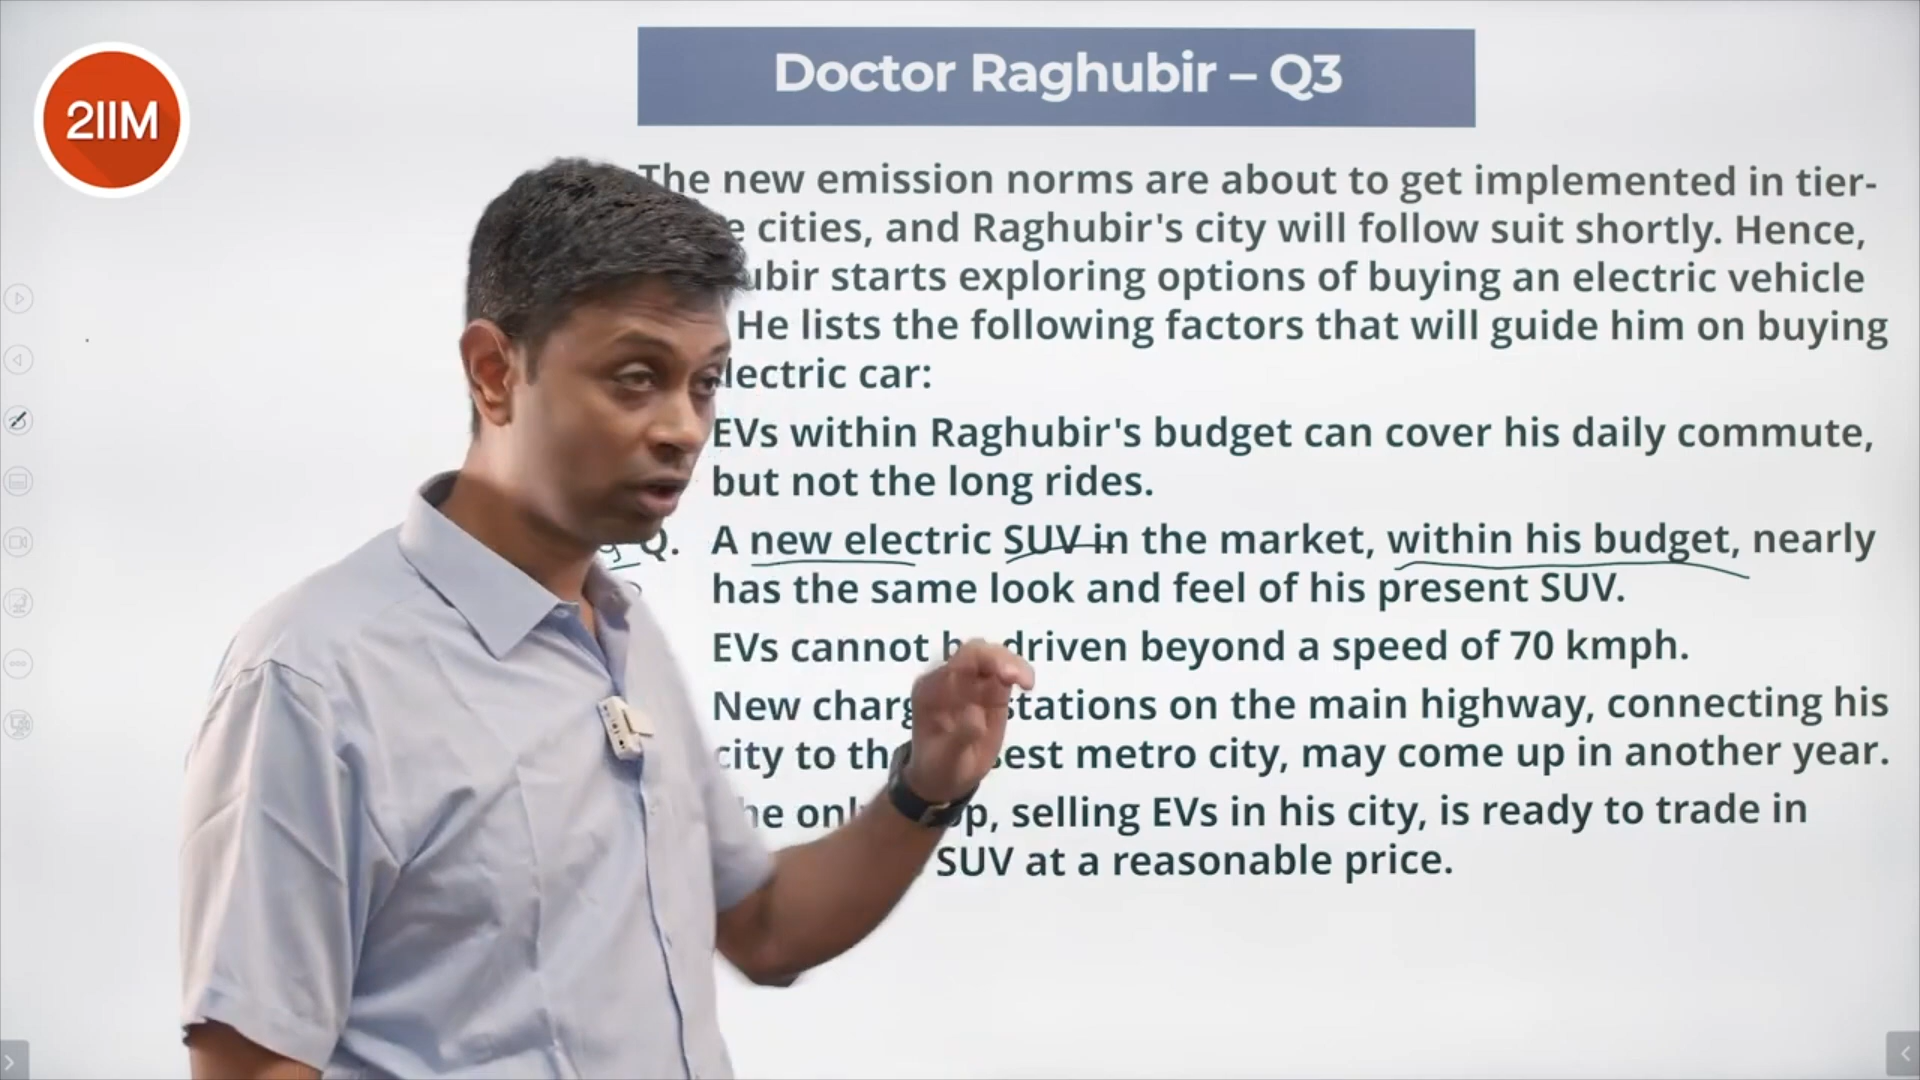 2IIM
Doctor Raghubir – Q3
The new emission norms are about to get implemented in tier-
cities, and Raghubir's city will follow suit shortly. Hence,
starts exploring options of buying an electric vehicle
He lists the following factors that will guide him on buying
car:
EVs within Raghubir's budget can cover his daily commute,
but not the long rides.
Q. A new electric SUV in the market, within his budget, nearly
has the same look and feel of his present SUV.
EVs cannot driven beyond a speed of 70 kmph.
New on the main highway, connecting his
city to metro city, may come up in another year.
selling EVs in his city, is ready to trade in
SUV at a reasonable price.